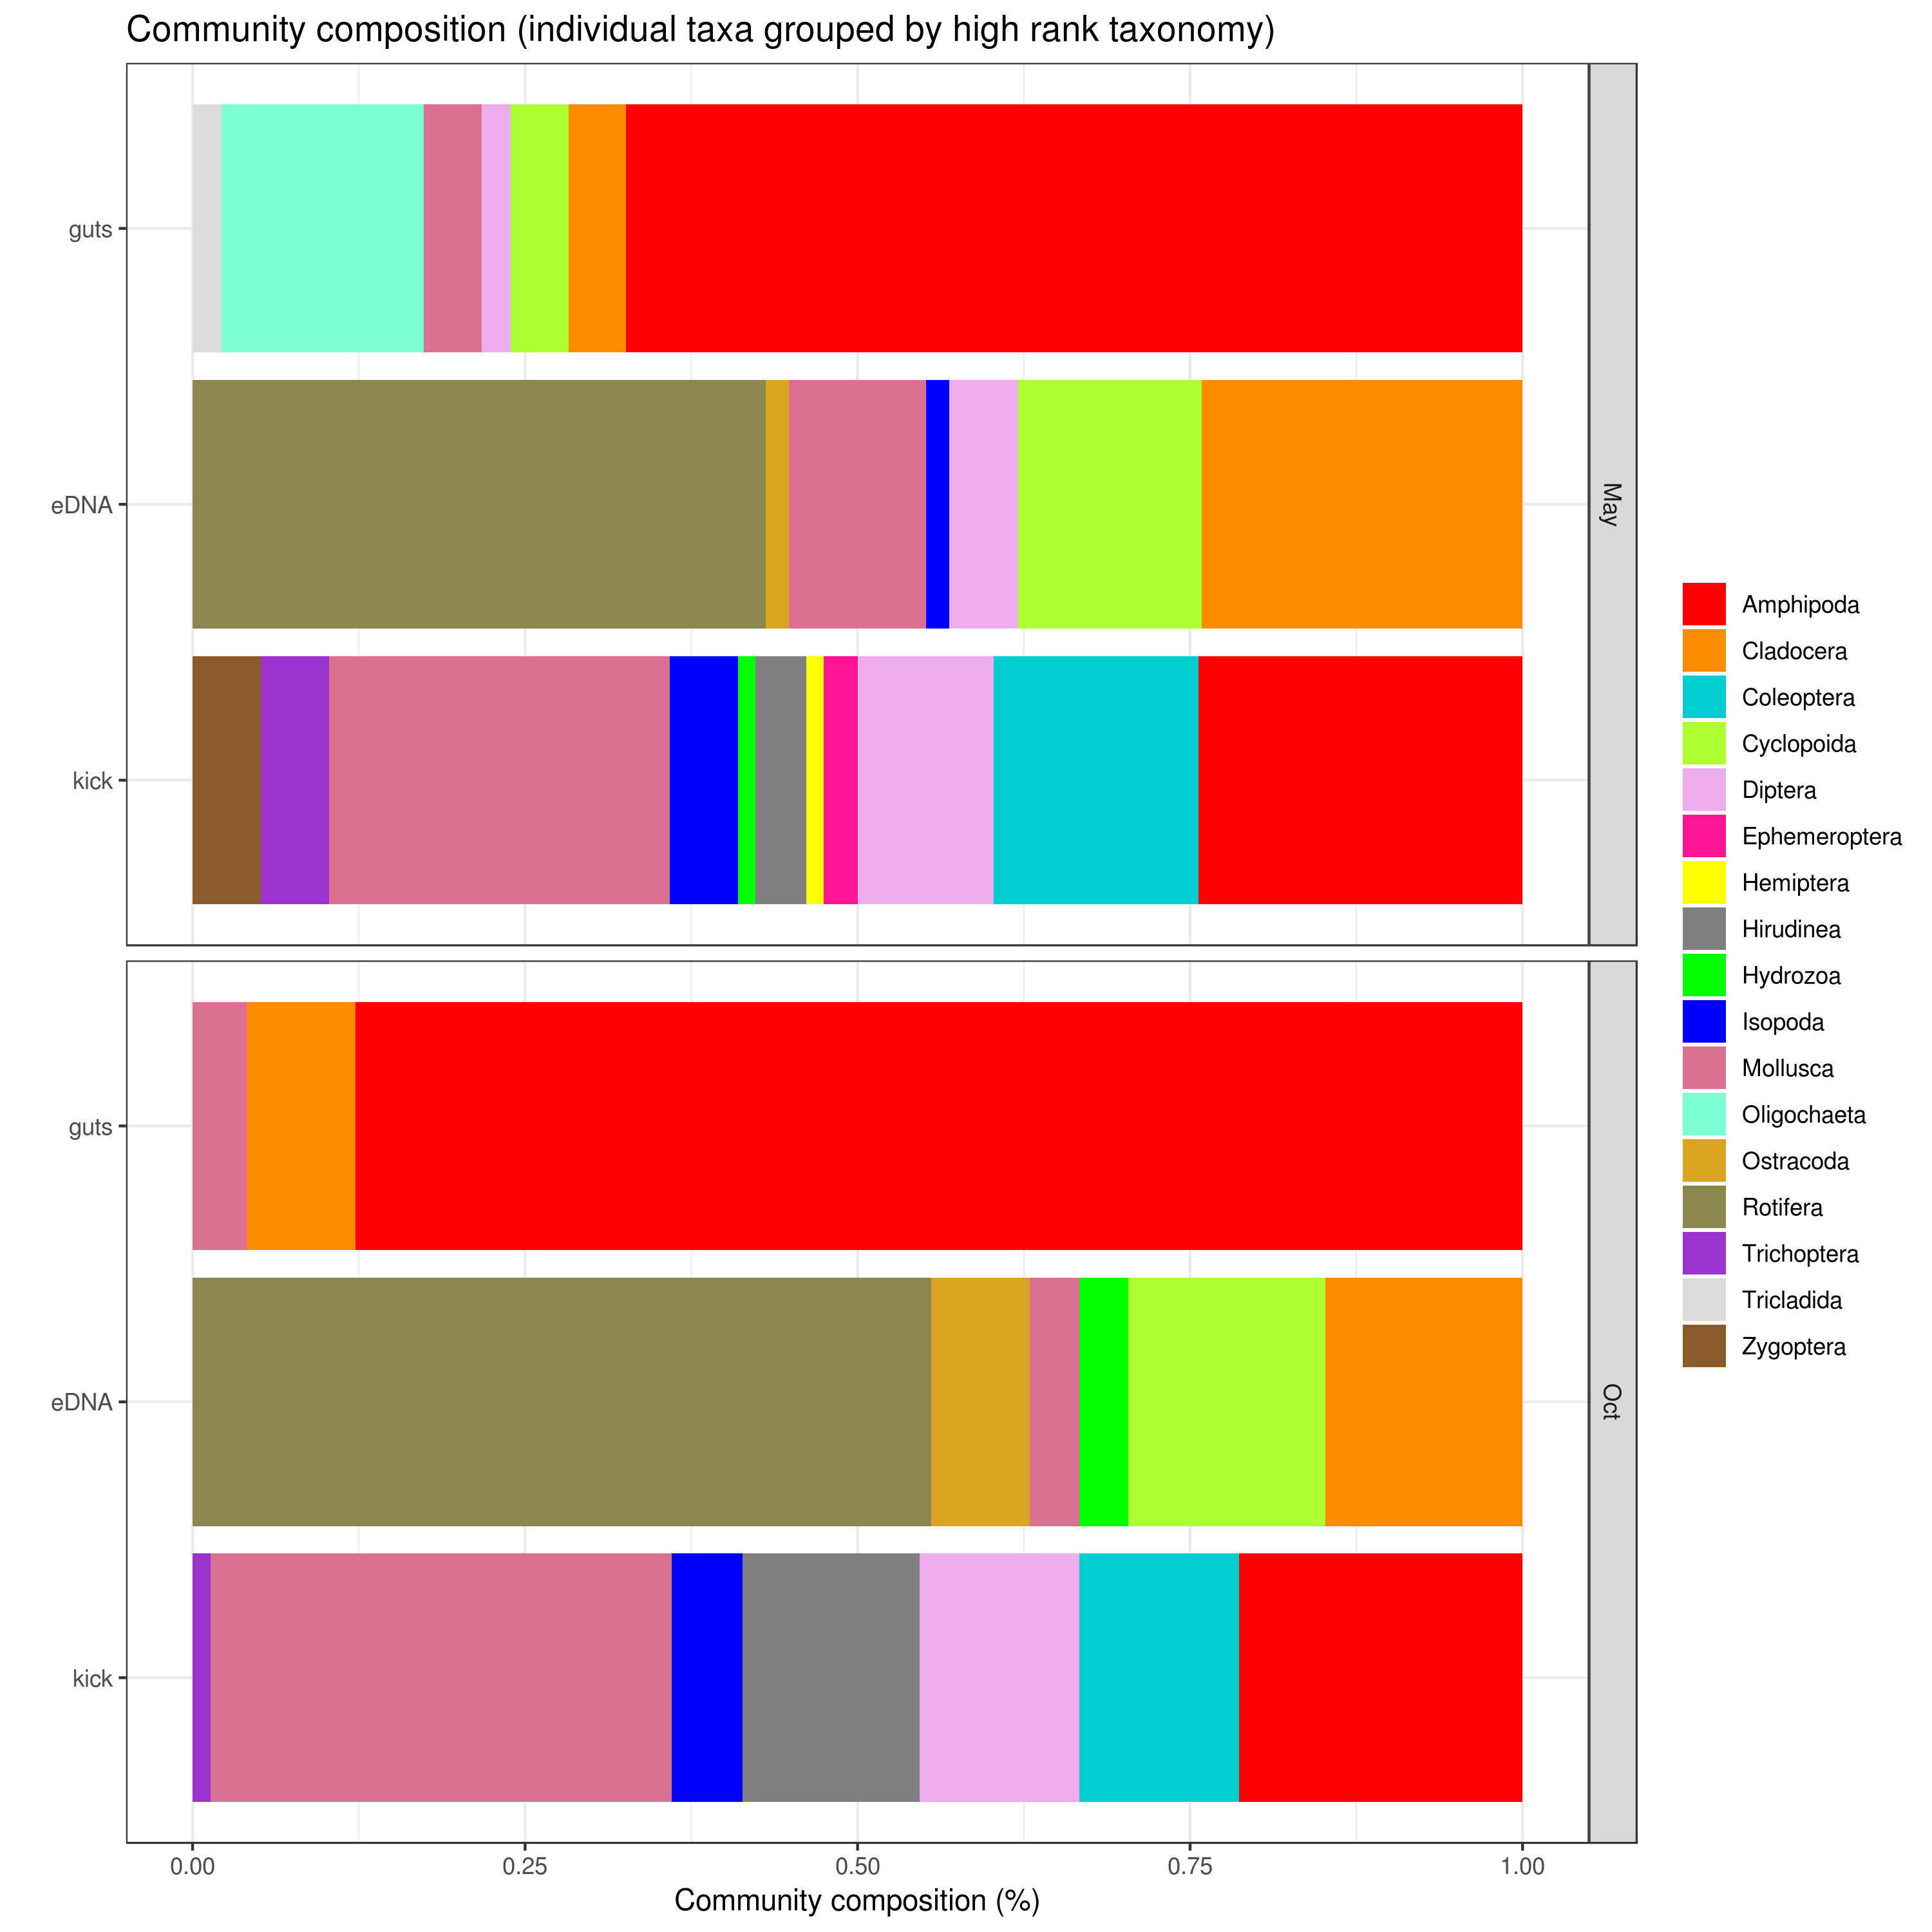 Community composition (individual taxa grouped by high rank taxonomy)
guts
eDNA
kick
May
guts
eDNA
kick
Oct
0.00
0.25
0.50
0.75
1.00
Community composition (%)
Amphipoda
Cladocera
Coleoptera
Cyclopoida
Diptera
Ephemeroptera
Hemiptera
Hirudinea
Hydrozoa
Isopoda
Mollusca
Oligochaeta
Ostracoda
Rotifera
Trichoptera
Tricladida
Zygoptera